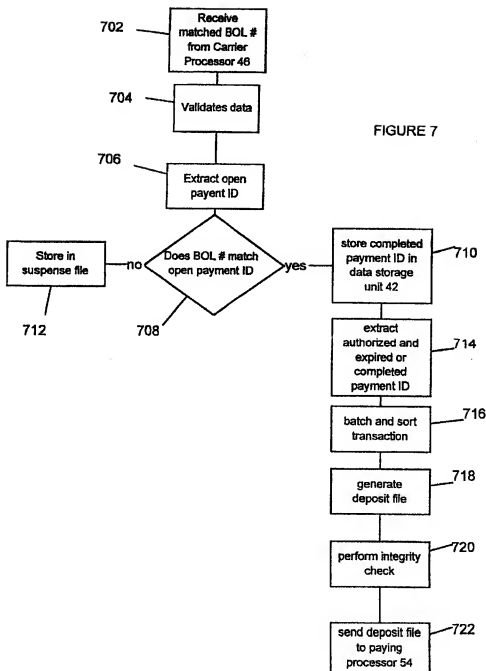 702
Receive
matched BOL #
from Carrier
Processor 46
704
Validates data
FIGURE 7
706
Extract open
payent ID
Store in
suspense file
no
Does BOL # match
open payment ID
yes
store completed
payment ID in
data storage
unit 42
710
712
708
extract
authorized and
expired or
completed
payment ID
714
batch and sort
transaction
716
generate
deposit file
718
perform integrity
check
720
send deposit file
to paying
processor 54
722